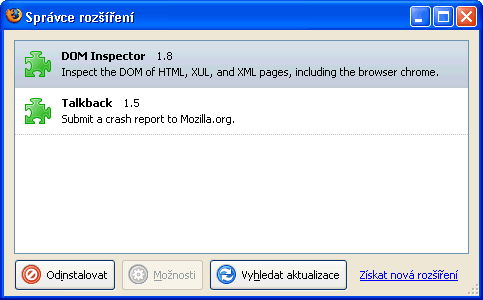 Správce rozšíření
DOM Inspector 1.8
Inspect the DOM of HTML, XUL, and XML pages, including the browser chrome.
Talkback 1.5
Submit a crash report to Mozilla.org.
Odinstalovat Možnosti Vyhledat aktualizace Získat nová rozšíření